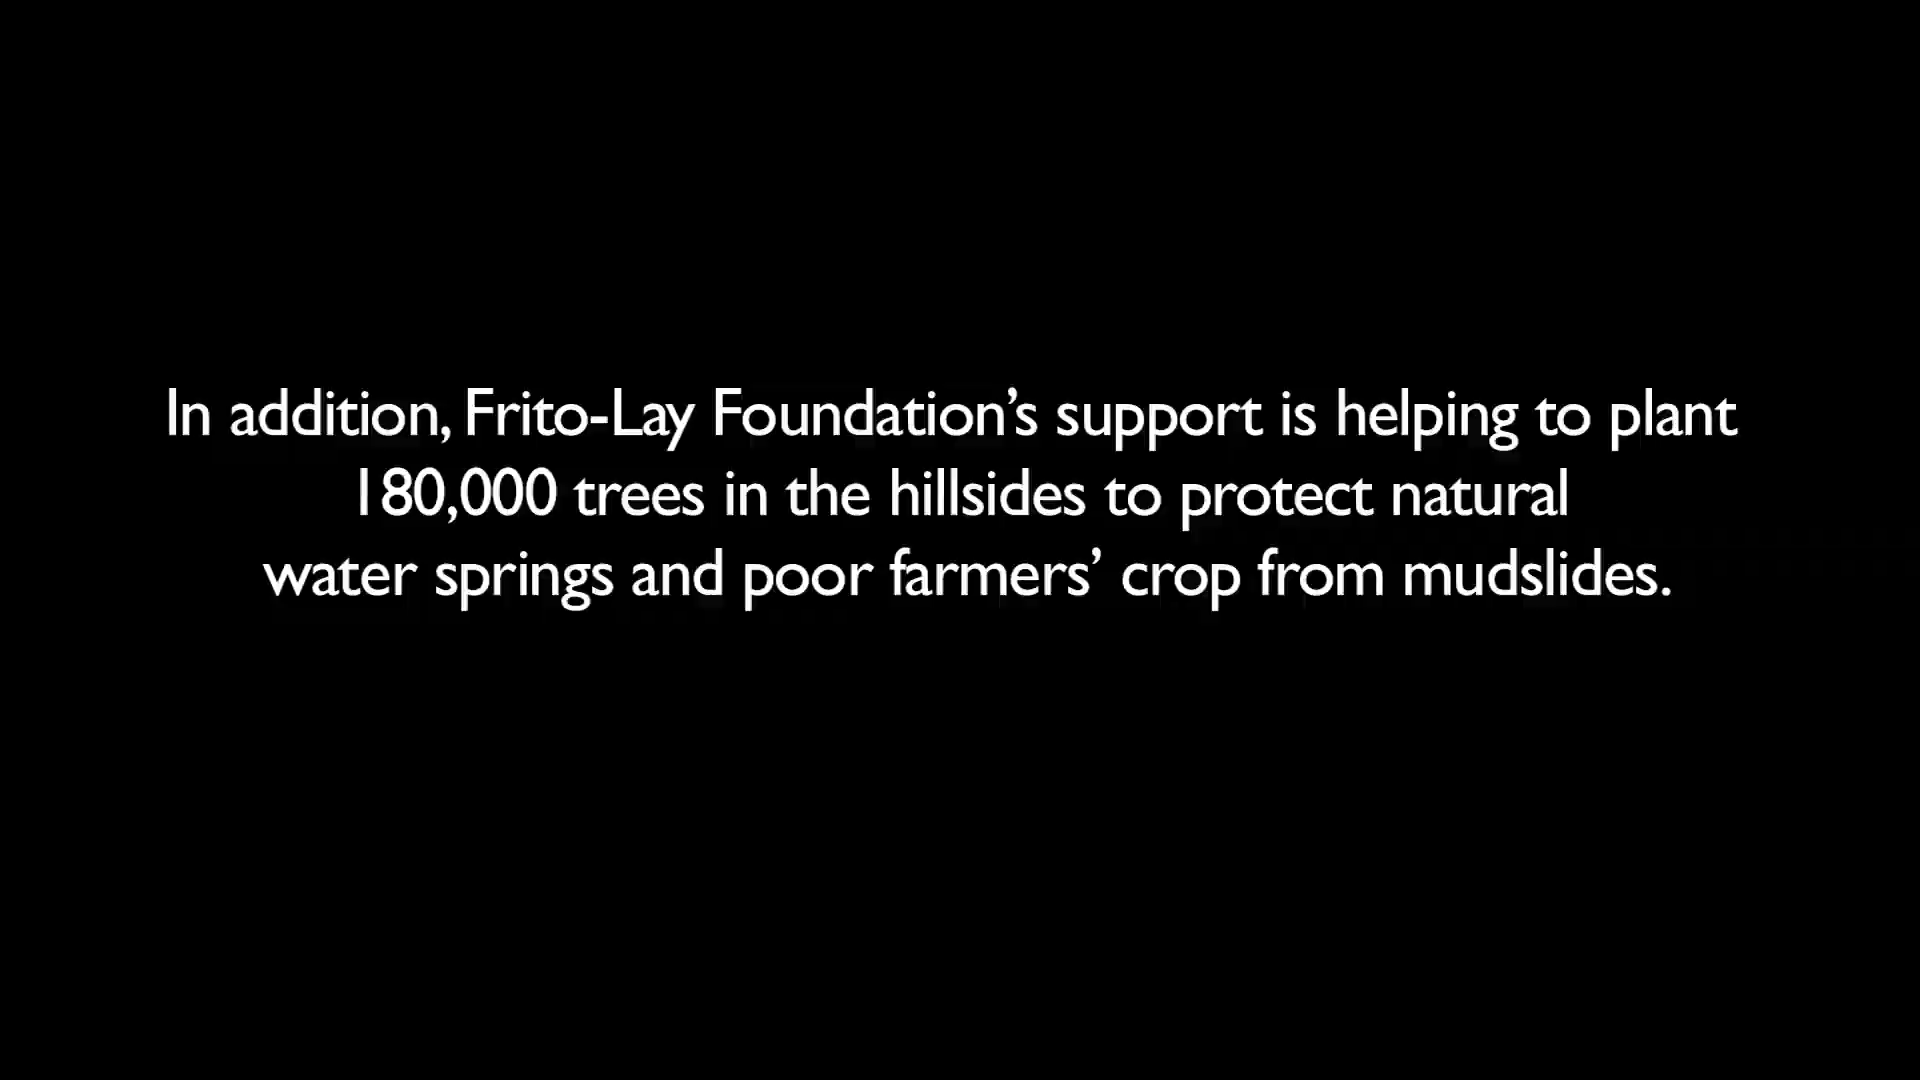 In addition, Frito-Lay Foundation’s support is helping to plant
180,000 trees in the hillsides to protect natural
water springs and poor farmers’ crop from mudslides.